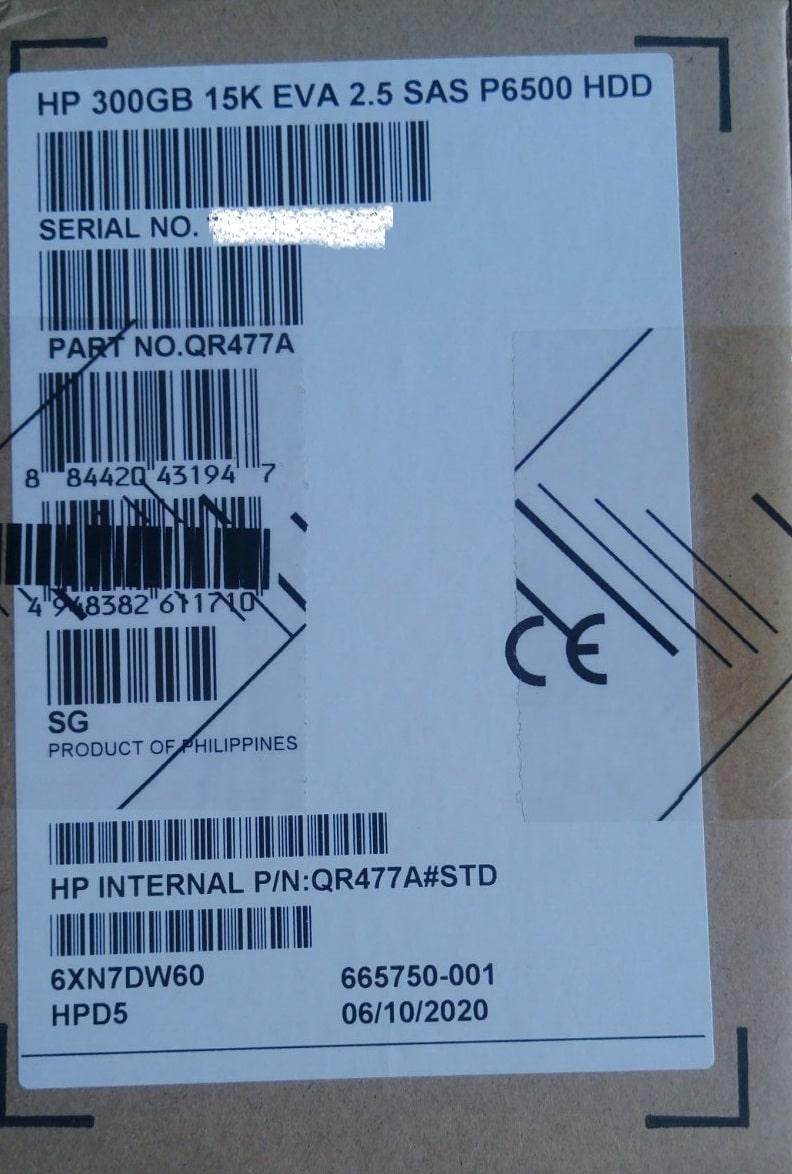 HP 300GB 15K EVA 2.5 SAS P6500 HDD
SERIAL NO.
PART NO.QR477A
8 84420 43194 7
4 948382 611710
SG
PRODUCT OF PHILIPPINES
CE
HP INTERNAL P/N:QR477A#STD
6XN7DW60 665750-001
HPD5 06/10/2020